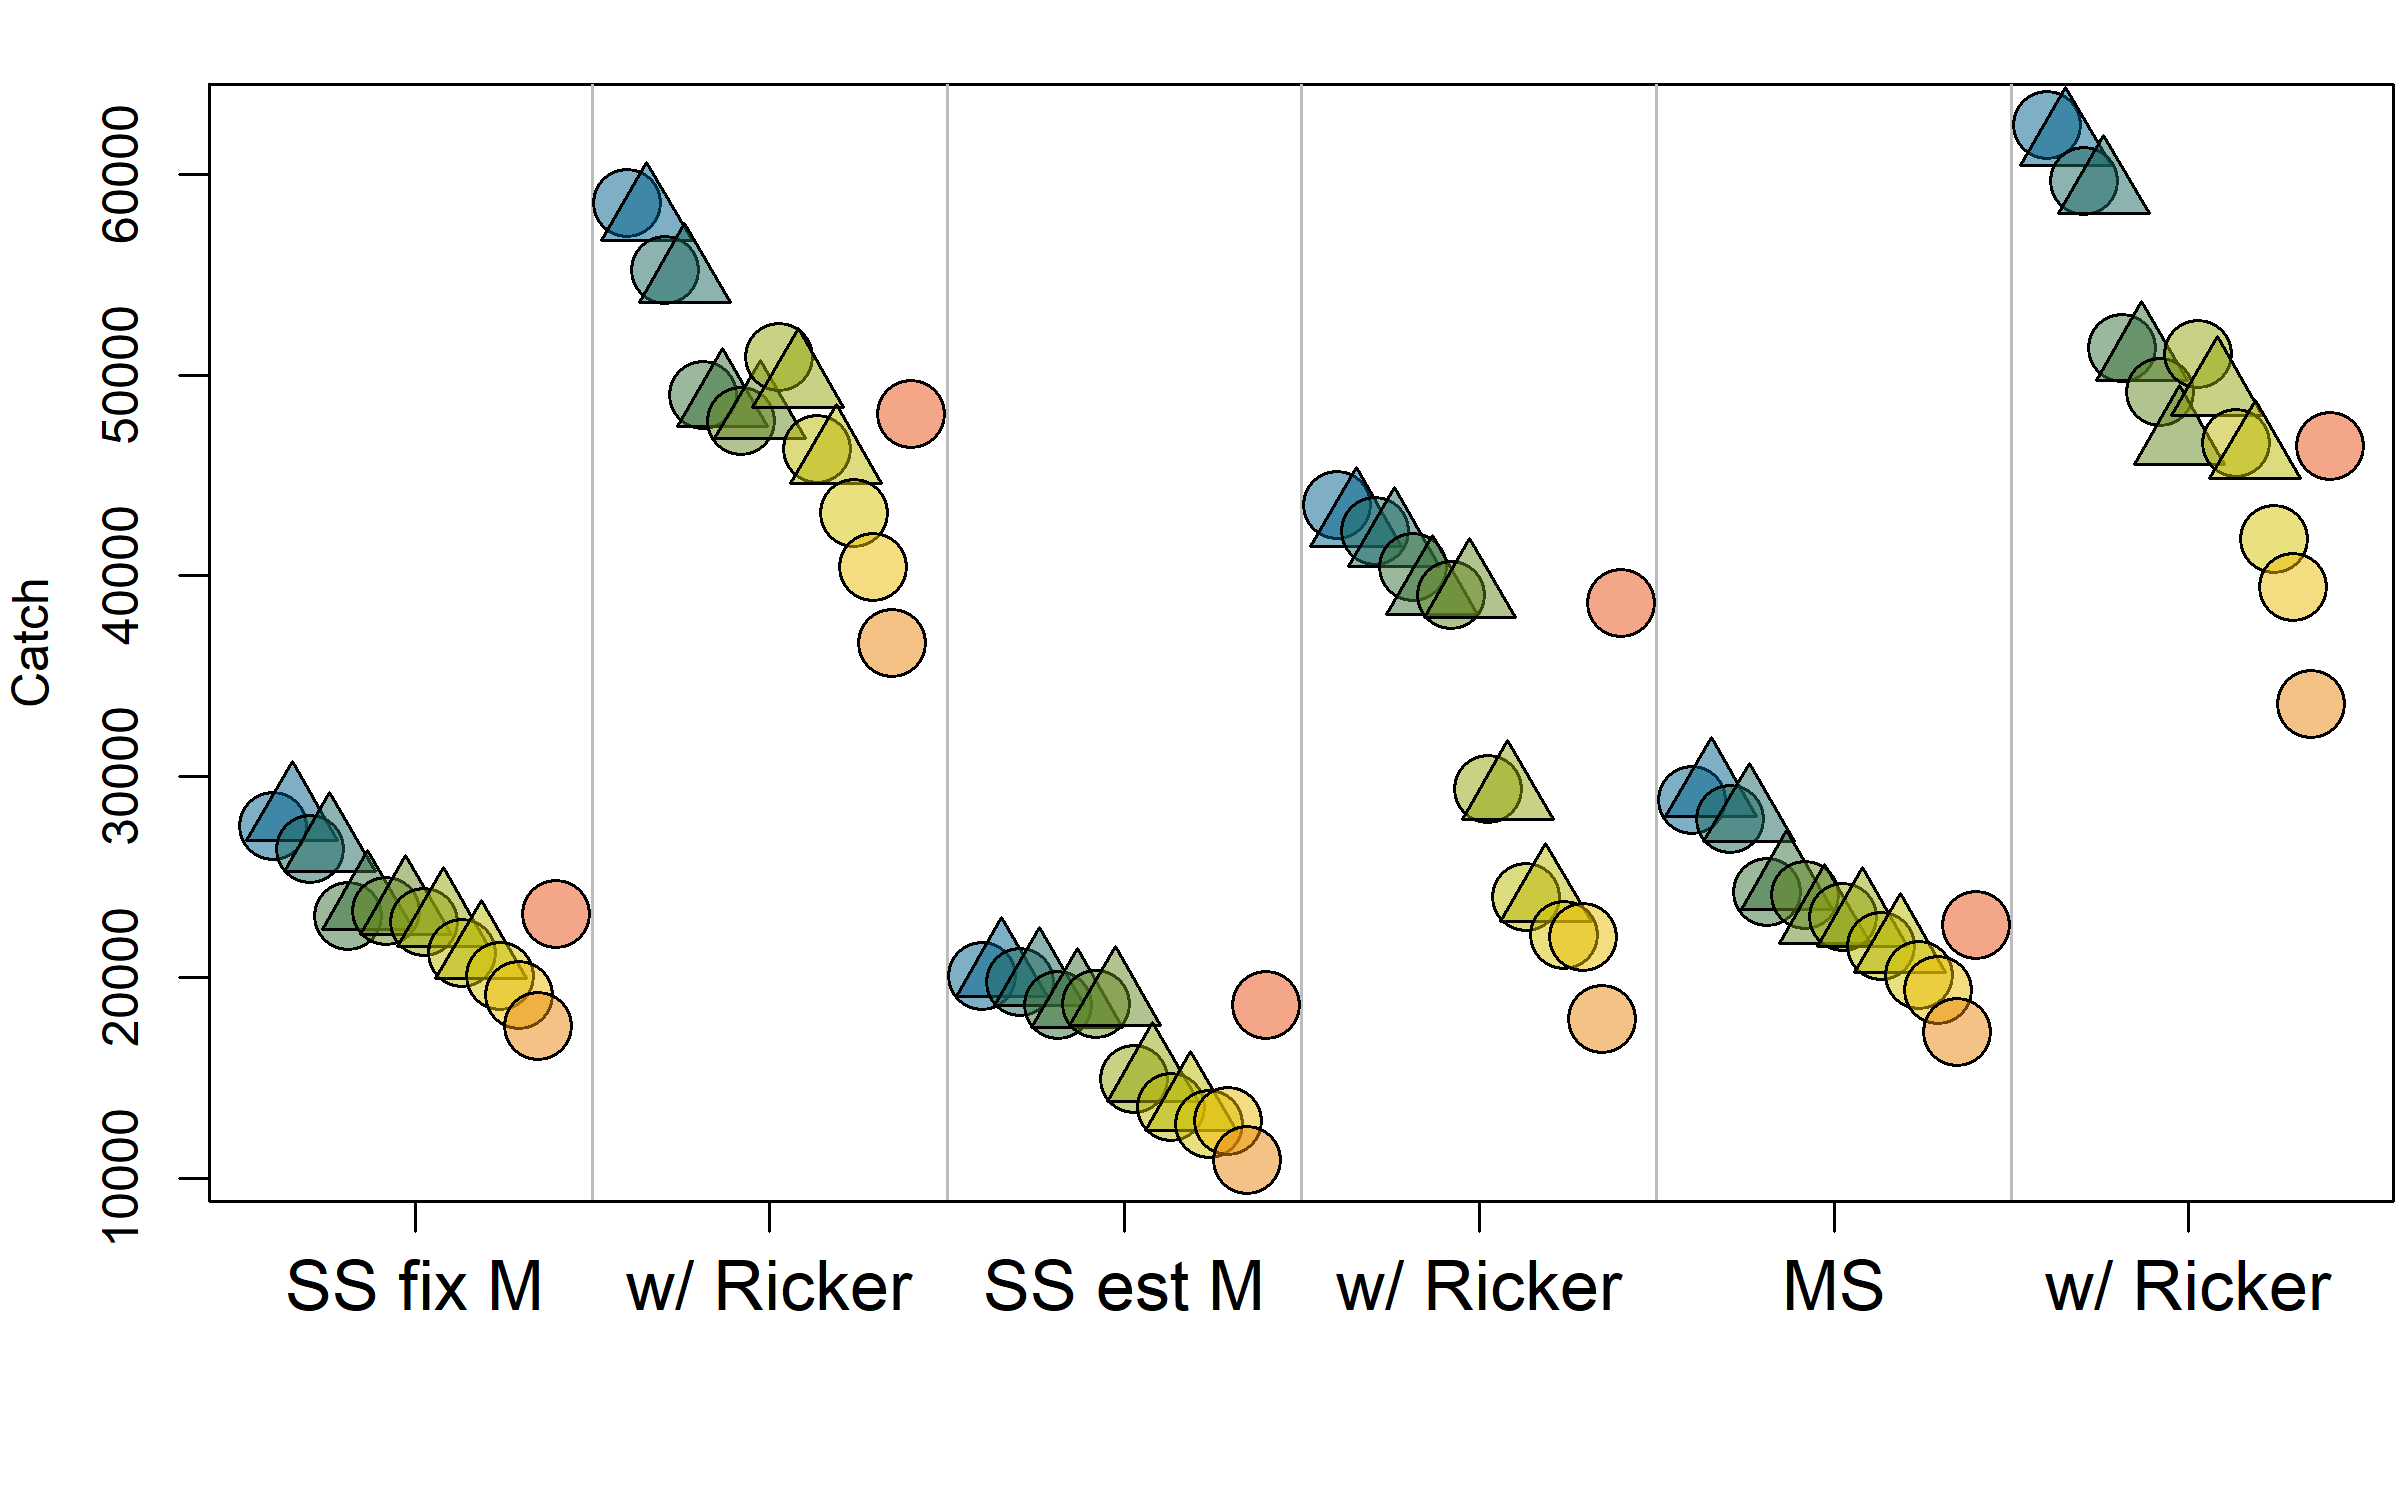 Catch
60000
50000
40000
30000
20000
10000
SS fix M
w/ Ricker
SS est M
w/ Ricker
MS
w/ Ricker